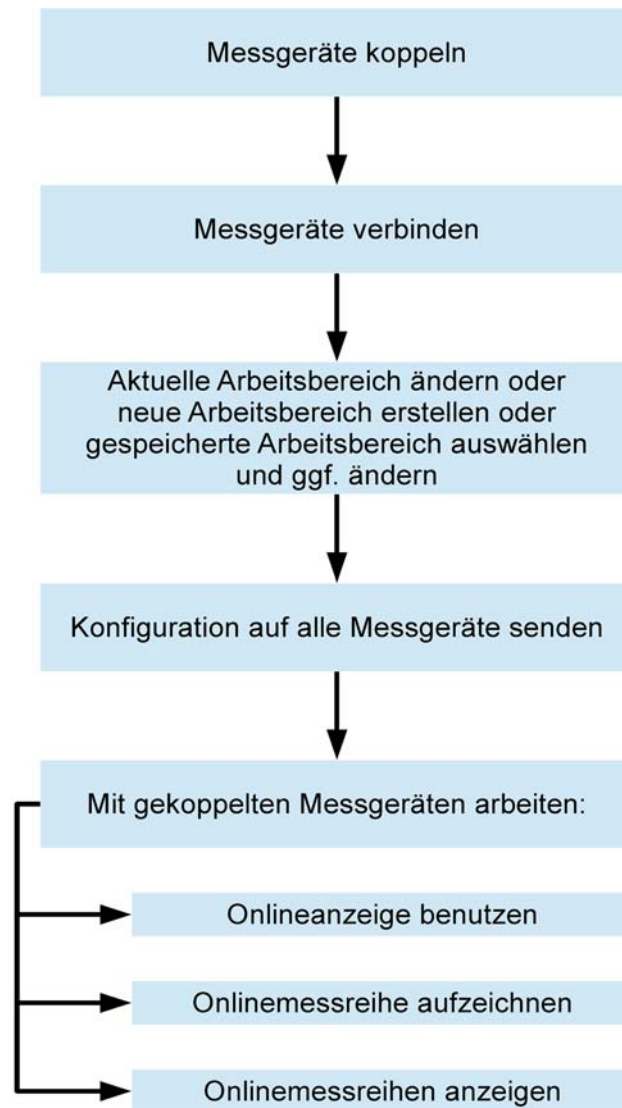 Messgeräte koppeln
Messgeräte verbinden
Aktuelle Arbeitsbereich ändern oder
neue Arbeitsbereich erstellen oder
gespeicherte Arbeitsbereich auswählen
und ggf. ändern
Konfiguration auf alle Messgeräte senden
Mit gekoppelten Messgeräten arbeiten:
Onlineanzeige benutzen
Onlinemessreihe aufzeichnen
Onlinemessreihen anzeigen